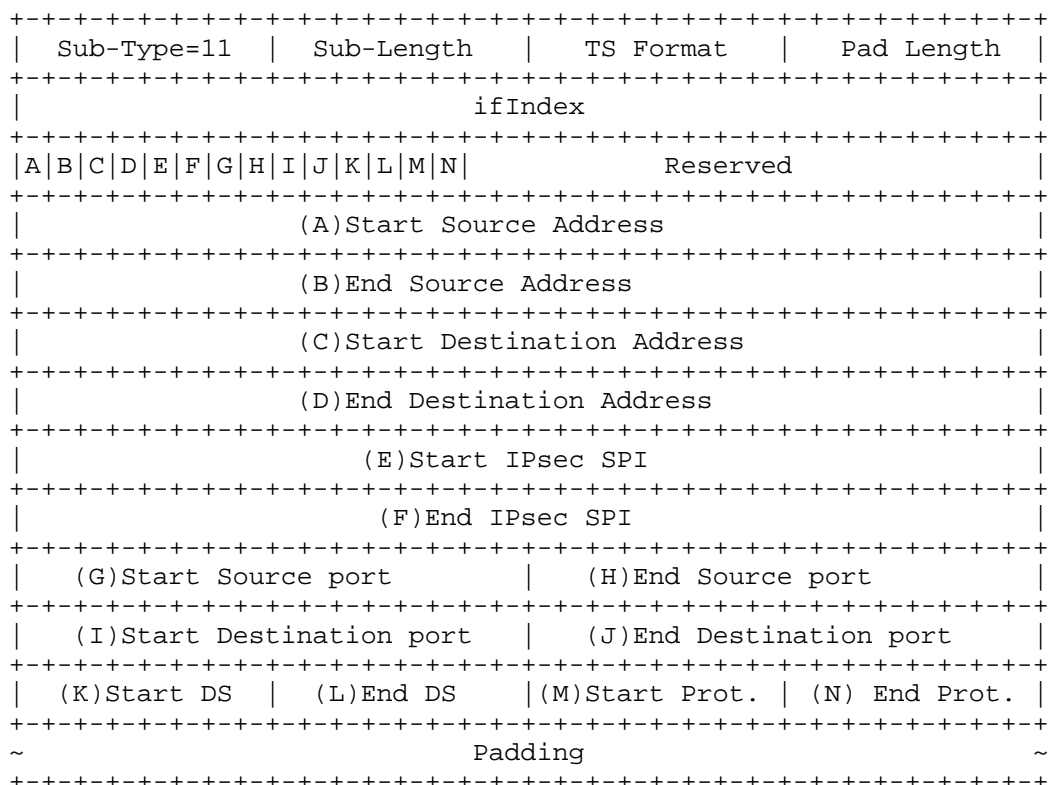 +-+-+-+-+-+-+-+-+-+-+-+-+-+-+-+-+-+-+-+-+-+-+-+-+-+-+-+-+-+-+-+-+
|  Sub-Type=11  |  Sub-Length   |   TS Format   |   Pad Length  |
+-+-+-+-+-+-+-+-+-+-+-+-+-+-+-+-+-+-+-+-+-+-+-+-+-+-+-+-+-+-+-+-+
|                            ifIndex                            |
+-+-+-+-+-+-+-+-+-+-+-+-+-+-+-+-+-+-+-+-+-+-+-+-+-+-+-+-+-+-+-+-+
|A|B|C|D|E|F|G|H|I|J|K|L|M|N|            Reserved               |
+-+-+-+-+-+-+-+-+-+-+-+-+-+-+-+-+-+-+-+-+-+-+-+-+-+-+-+-+-+-+-+-+
|                 (A)Start Source Address                       |
+-+-+-+-+-+-+-+-+-+-+-+-+-+-+-+-+-+-+-+-+-+-+-+-+-+-+-+-+-+-+-+-+
|                 (B)End Source Address                         |
+-+-+-+-+-+-+-+-+-+-+-+-+-+-+-+-+-+-+-+-+-+-+-+-+-+-+-+-+-+-+-+-+
|                 (C)Start Destination Address                  |
+-+-+-+-+-+-+-+-+-+-+-+-+-+-+-+-+-+-+-+-+-+-+-+-+-+-+-+-+-+-+-+-+
|                 (D)End Destination Address                    |
+-+-+-+-+-+-+-+-+-+-+-+-+-+-+-+-+-+-+-+-+-+-+-+-+-+-+-+-+-+-+-+-+
|                     (E)Start IPsec SPI                        |
+-+-+-+-+-+-+-+-+-+-+-+-+-+-+-+-+-+-+-+-+-+-+-+-+-+-+-+-+-+-+-+-+
|                      (F)End IPsec SPI                         |
+-+-+-+-+-+-+-+-+-+-+-+-+-+-+-+-+-+-+-+-+-+-+-+-+-+-+-+-+-+-+-+-+
|   (G)Start Source port        |   (H)End Source port          |
+-+-+-+-+-+-+-+-+-+-+-+-+-+-+-+-+-+-+-+-+-+-+-+-+-+-+-+-+-+-+-+-+
|   (I)Start Destination port   |   (J)End Destination port     |
+-+-+-+-+-+-+-+-+-+-+-+-+-+-+-+-+-+-+-+-+-+-+-+-+-+-+-+-+-+-+-+-+
|  (K)Start DS  |  (L)End DS    |(M)Start Prot. | (N) End Prot. |
+-+-+-+-+-+-+-+-+-+-+-+-+-+-+-+-+-+-+-+-+-+-+-+-+-+-+-+-+-+-+-+-+
~                            Padding                            ~
+-+-+-+-+-+-+-+-+-+-+-+-+-+-+-+-+-+-+-+-+-+-+-+-+-+-+-+-+-+-+-+-+